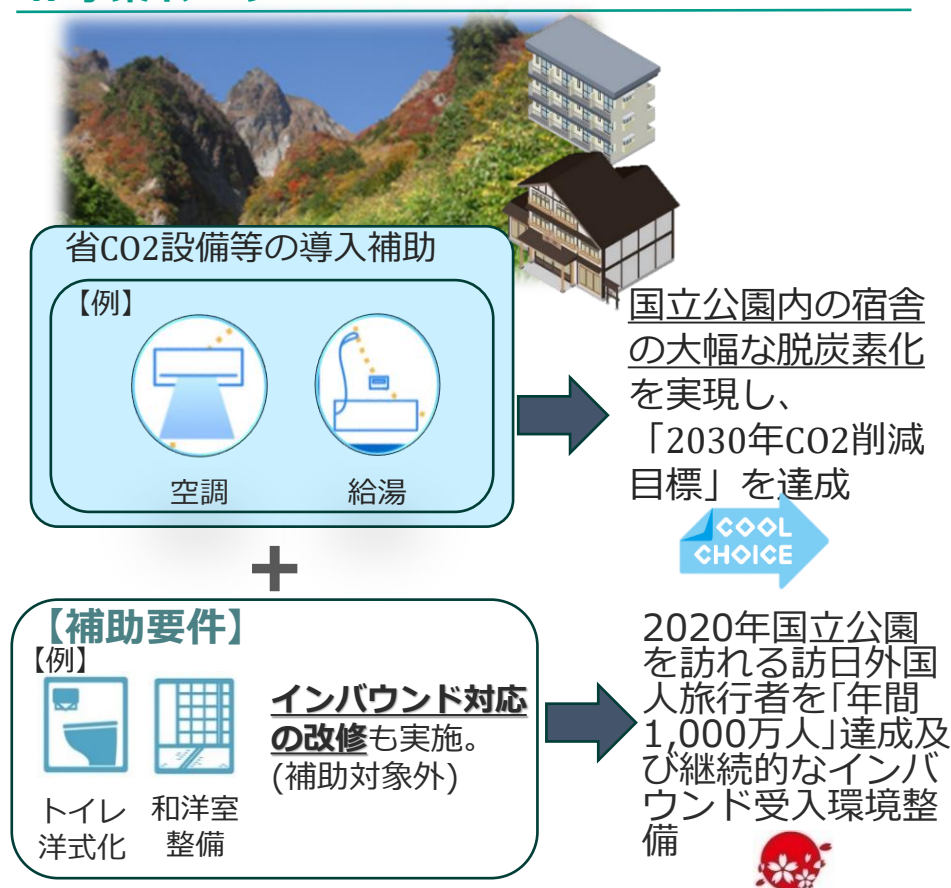 省CO2設備等の導入補助
【例】
空調
給湯
国立公園内の宿舎
の大幅な脱炭素化
を実現し、
「2030年CO2削減
目標」を達成
COOL
CHOICE
【補助要件】
【例】
トイレ
洋式化
和洋室
整備
インバウンド対応
の改修も実施。
(補助対象外)
2020年国立公園
を訪れる訪日外国
人旅行者を「年間
1,000万人」達成及
び継続的なインバ
ウンド受入環境整
備